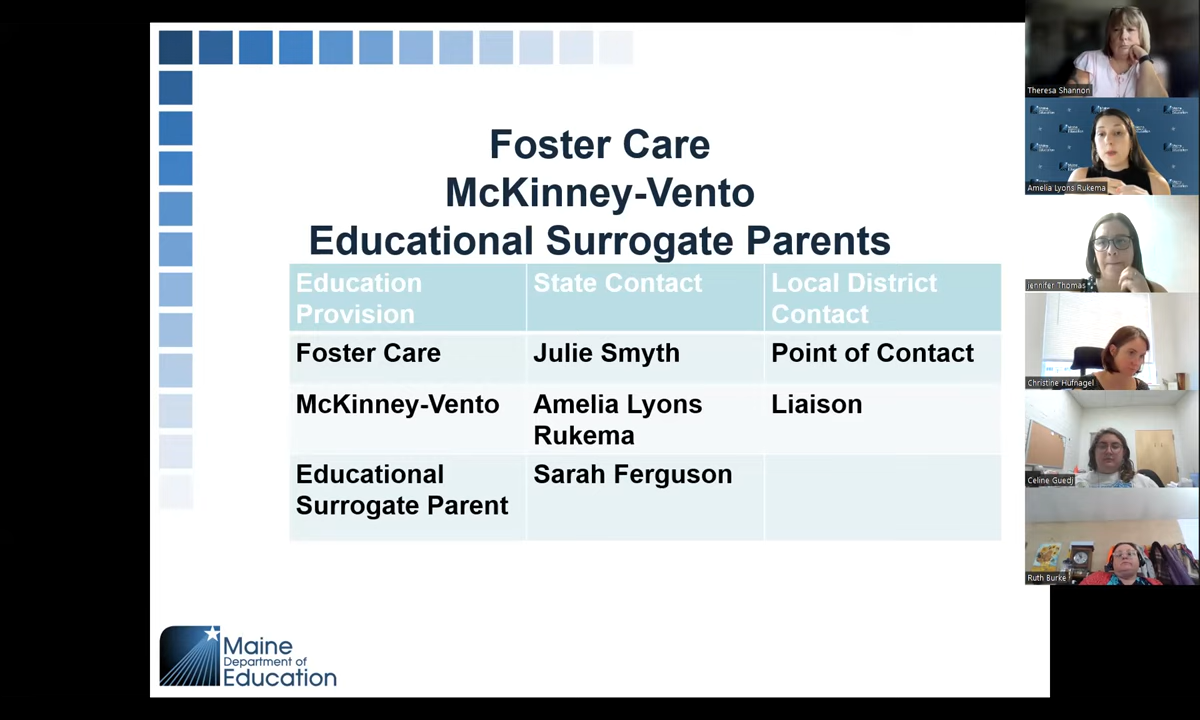 Foster Care
McKinney-Vento
Educational Surrogate Parents
Education Provision
State Contact
Local District Contact
Foster Care
Julie Smyth
Point of Contact
McKinney-Vento
Amelia Lyons Rukema
Liaison
Educational Surrogate Parent
Sarah Ferguson
Maine
Department of
Education
Theresa Shannon
Amelia Lyons Rukema
jennifer Thomas
Christine Hufnagel
Celine Guedj
Ruth Burke